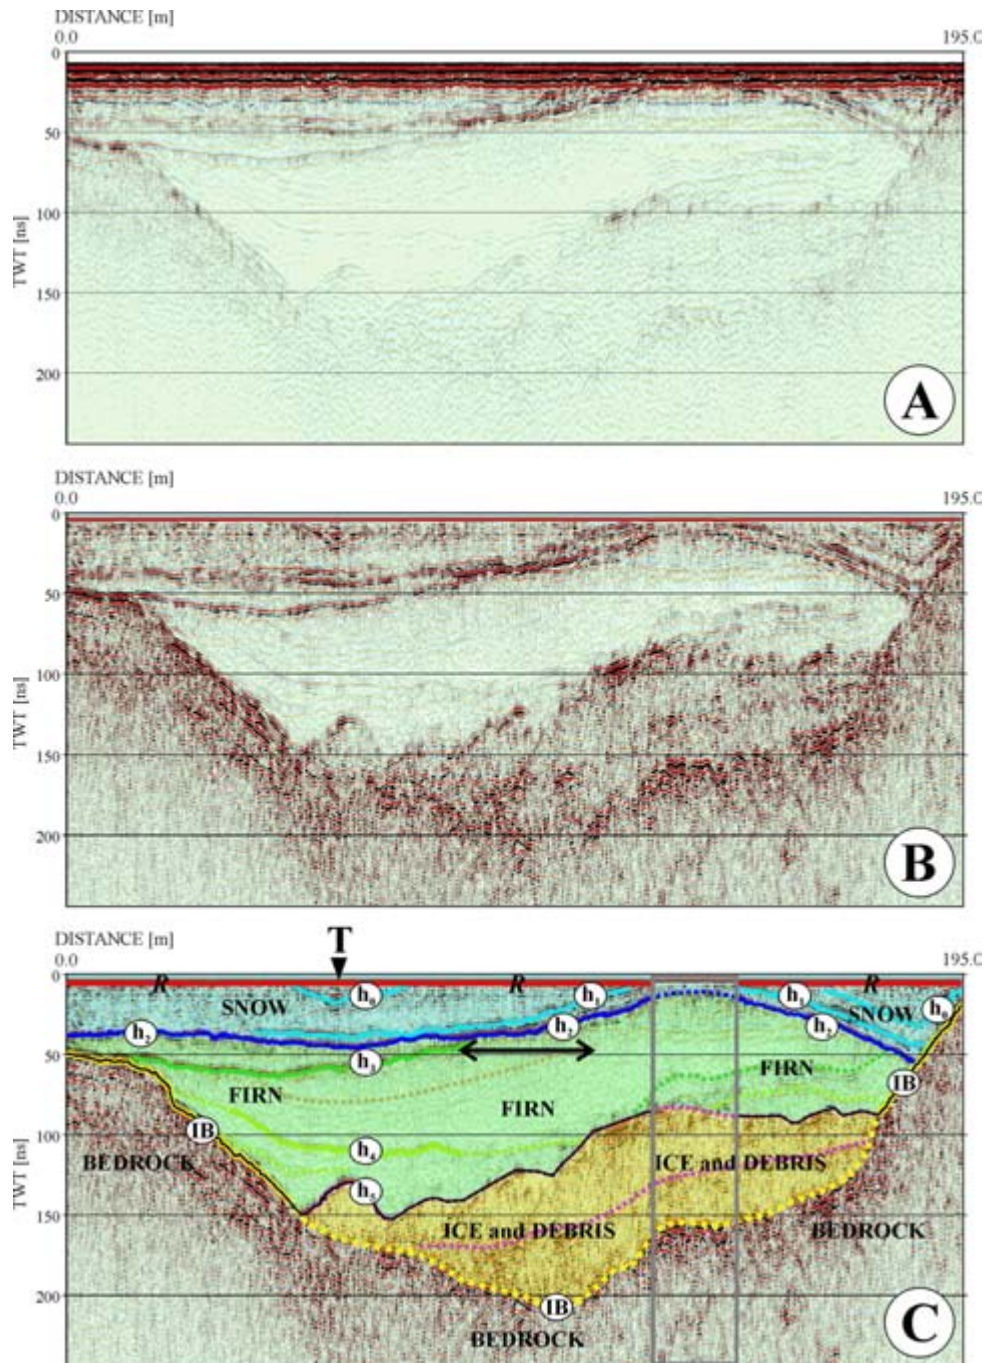 DISTANCE [m]
0.0 195.0
0
50
100
150
200
TWT [ns]
A
DISTANCE [m]
0.0 195.0
0
50
100
150
200
TWT [ns]
B
DISTANCE [m]
0.0 T 195.0
0
R R R
SNOW h₀ h₁ h₁ SNOW h₀
h₂ h₂ h₂
50
h₃ FIRN
FIRN FIRN IB
IB
100
h₄
BEDROCK ICE and DEBRIS
h₅
150
ICE and DEBRIS BEDROCK
TWT [ns]
200
IB
BEDROCK
C